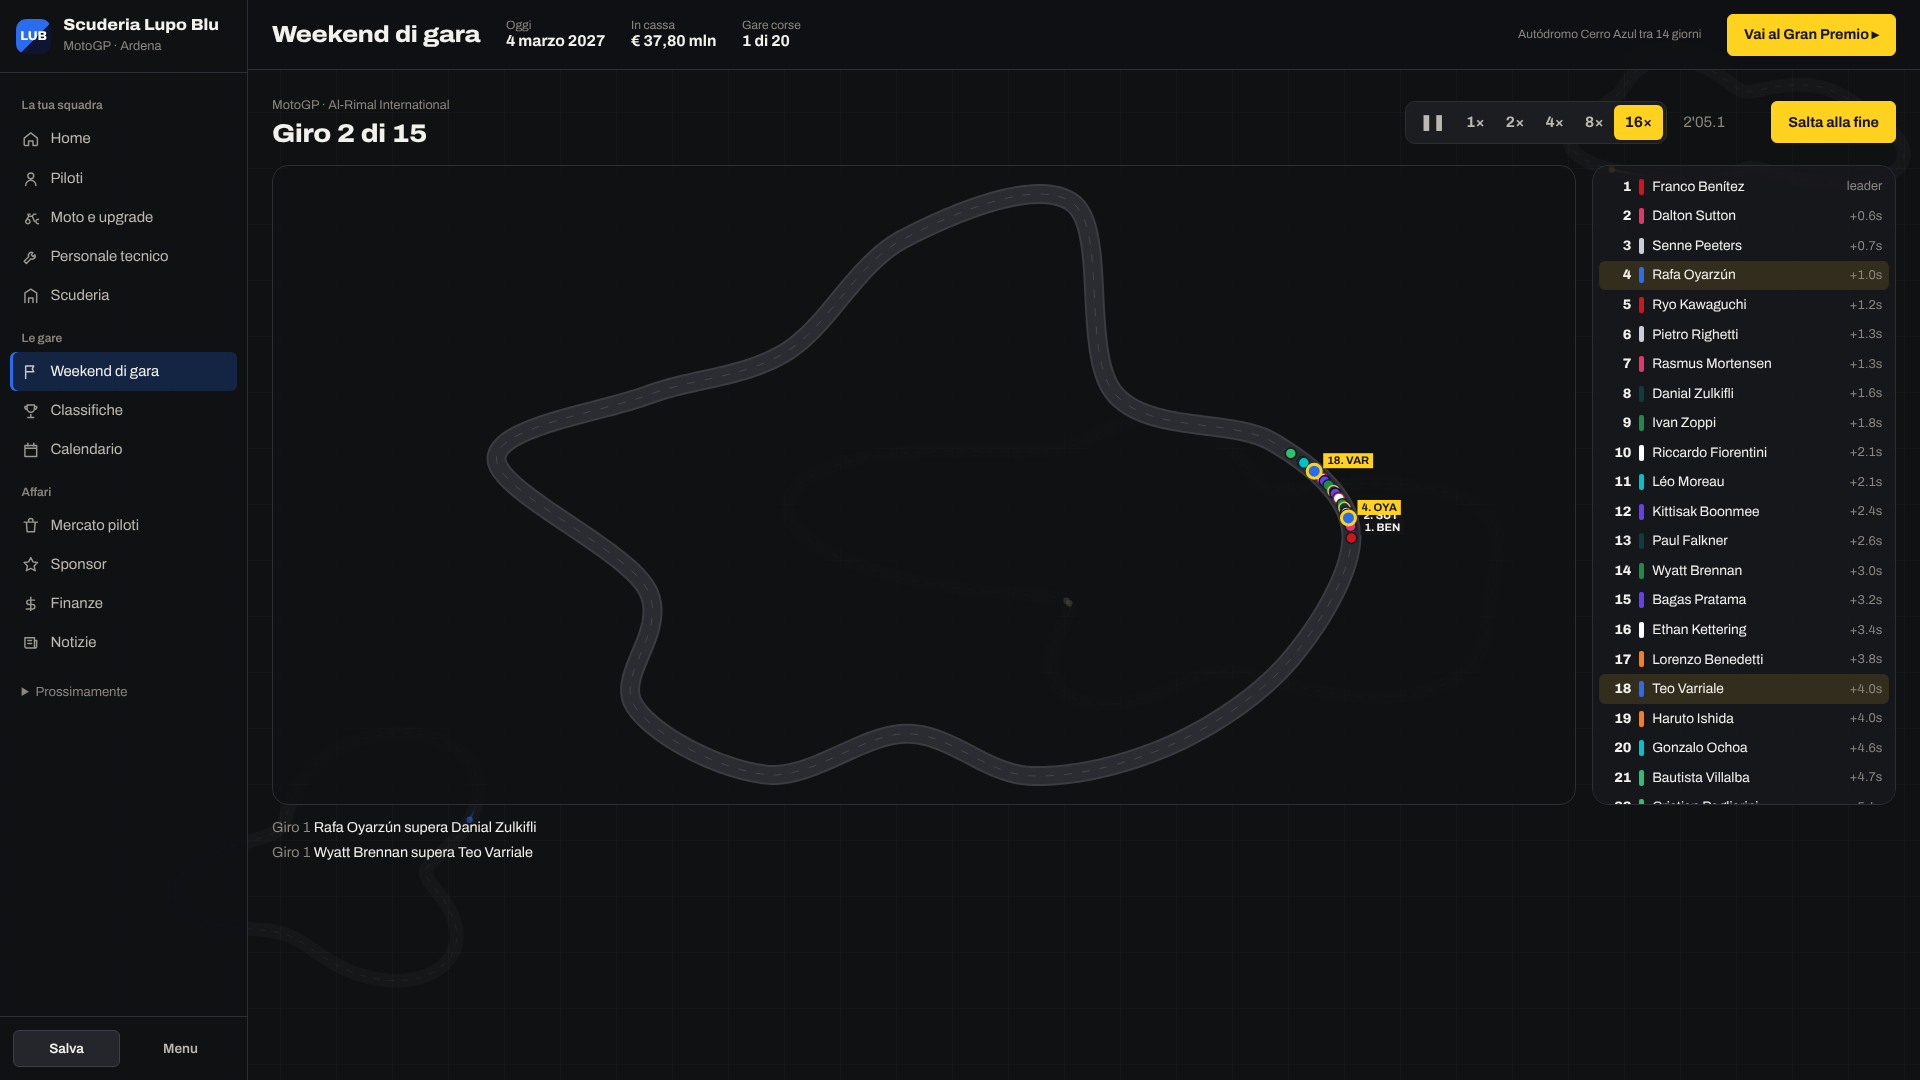 LUB
Scuderia Lupo Blu
MotoGP · Ardena
La tua squadra
Home
Piloti
Moto e upgrade
Personale tecnico
Scuderia
Le gare
Weekend di gara
Classifiche
Calendario
Affari
Mercato piloti
Sponsor
Finanze
Notizie
Prossimamente
Salva
Menu
Weekend di gara
Oggi
4 marzo 2027
In cassa
€ 37,80 mln
Gare corse
1 di 20
Autódromo Cerro Azul tra 14 giorni
Vai al Gran Premio ▸
MotoGP · Al-Rimal International
Giro 2 di 15
1× 2× 4× 8× 16×
2'05.1
Salta alla fine
18. VAR
4. OYA
1. BEN
1 Franco Benítez leader
2 Dalton Sutton +0.6s
3 Senne Peeters +0.7s
4 Rafa Oyarzún +1.0s
5 Ryo Kawaguchi +1.2s
6 Pietro Righetti +1.3s
7 Rasmus Mortensen +1.3s
8 Danial Zulkifli +1.6s
9 Ivan Zoppi +1.8s
10 Riccardo Fiorentini +2.1s
11 Léo Moreau +2.1s
12 Kittisak Boonmee +2.4s
13 Paul Falkner +2.6s
14 Wyatt Brennan +3.0s
15 Bagas Pratama +3.2s
16 Ethan Kettering +3.4s
17 Lorenzo Benedetti +3.8s
18 Teo Varriale +4.0s
19 Haruto Ishida +4.0s
20 Gonzalo Ochoa +4.6s
21 Bautista Villalba +4.7s
Giro 1 Rafa Oyarzún supera Danial Zulkifli
Giro 1 Wyatt Brennan supera Teo Varriale